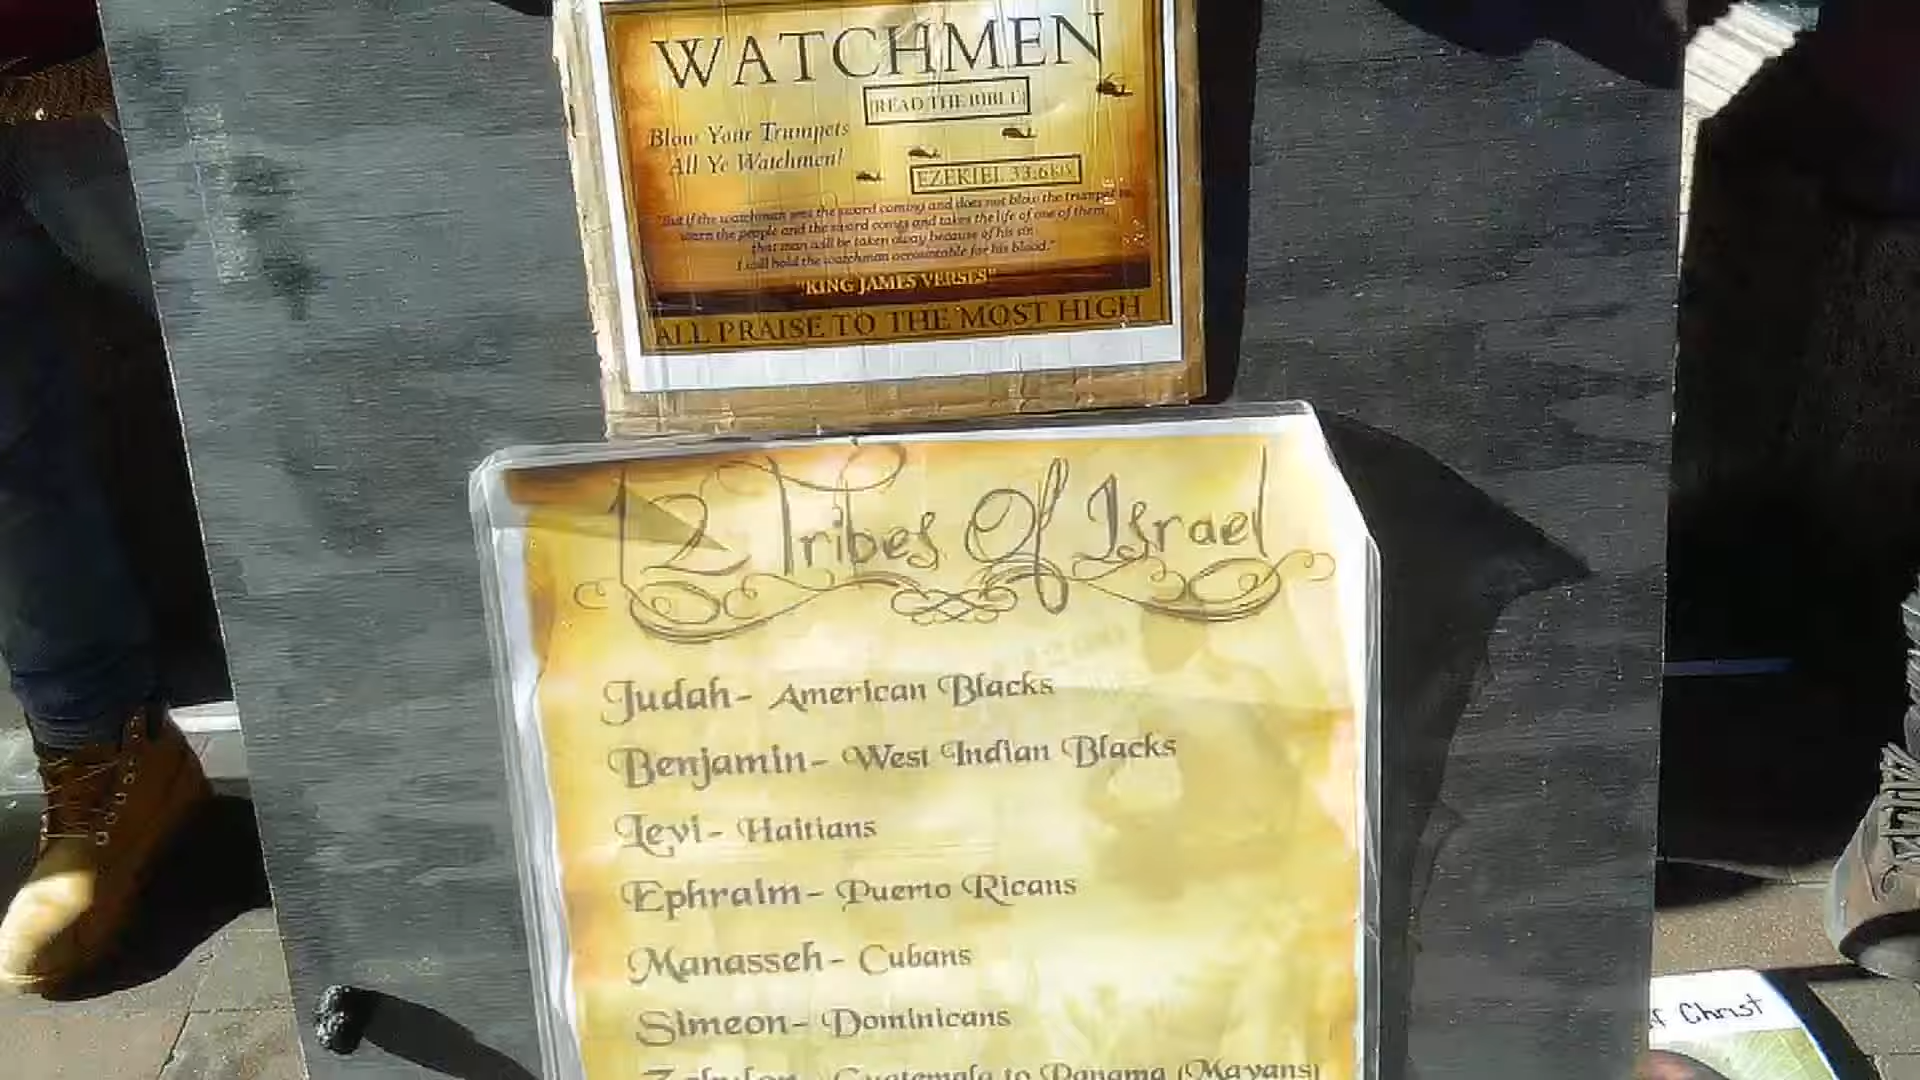 WATCHMEN
READ THE BIBLE
Blow Your Trumpets
All Ye Watchmen!
EZEKIEL 33:6
"But if the watchman sees the sword coming and does not blow the trumpet to
warn the people and the sword comes and takes the life of one of them,
that man will be taken away because of his sin
I will hold the watchman accountable for his blood."
"KING JAMES VERSES"
ALL PRAISE TO THE MOST HIGH
12 Tribes Of Israel
Judah- American Blacks
Benjamin- West Indian Blacks
Levi- Haitians
Ephraim- Puerto Ricans
Manasseh- Cubans
Simeon- Dominicans
Zebulon- Guatemala to Panama (Mayans)
Christ